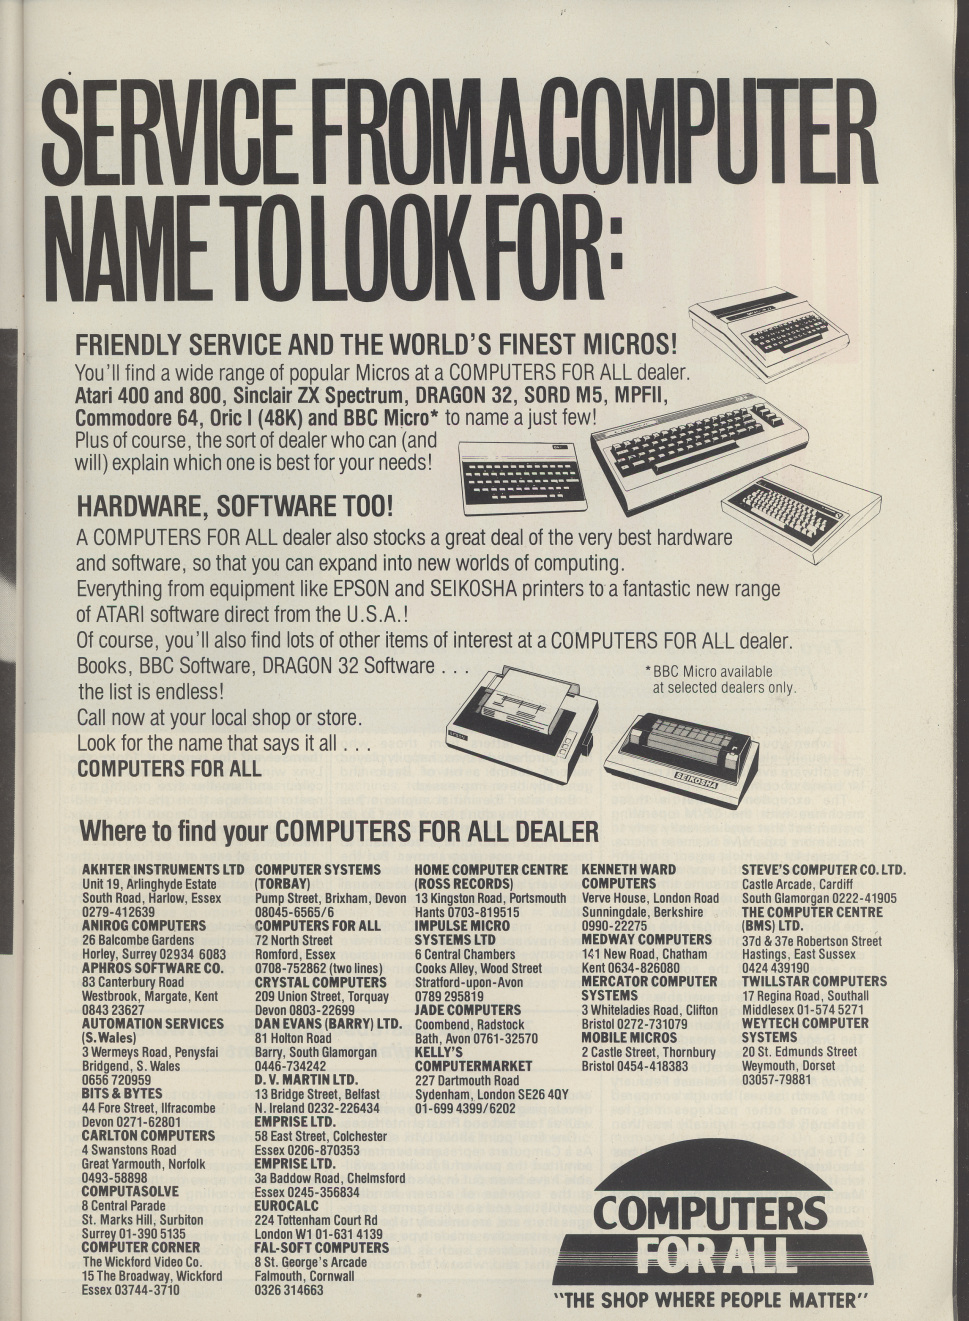 SERVICE FROM A COMPUTER
NAME TO LOOK FOR:
FRIENDLY SERVICE AND THE WORLD'S FINEST MICROS!
You'll find a wide range of popular Micros at a COMPUTERS FOR ALL dealer.
Atari 400 and 800, Sinclair ZX Spectrum, DRAGON 32, SORD M5, MPFII,
Commodore 64, Oric I (48K) and BBC Micro* to name a just few!
Plus of course, the sort of dealer who can (and
will) explain which one is best for your needs!
HARDWARE, SOFTWARE TOO!
A COMPUTERS FOR ALL dealer also stocks a great deal of the very best hardware
and software, so that you can expand into new worlds of computing.
Everything from equipment like EPSON and SEIKOSHA printers to a fantastic new range
of ATARI software direct from the U.S.A.!
Of course, you'll also find lots of other items of interest at a COMPUTERS FOR ALL dealer.
Books, BBC Software, DRAGON 32 Software . . .
the list is endless!
Call now at your local shop or store.
Look for the name that says it all . . .
COMPUTERS FOR ALL
* BBC Micro available
at selected dealers only.
EPSON
SEIKOSHA
Where to find your COMPUTERS FOR ALL DEALER
AKHTER INSTRUMENTS LTD
Unit 19, Arlinghyde Estate
South Road, Harlow, Essex
0279-412639
ANIROG COMPUTERS
26 Balcombe Gardens
Horley, Surrey 02934 6083
APHROS SOFTWARE CO.
83 Canterbury Road
Westbrook, Margate, Kent
0843 23627
AUTOMATION SERVICES
(S.Wales)
3 Wermeys Road, Penysfai
Bridgend, S. Wales
0656 720959
BITS & BYTES
44 Fore Street, Ilfracombe
Devon 0271-62801
CARLTON COMPUTERS
4 Swanstons Road
Great Yarmouth, Norfolk
0493-58898
COMPUTASOLVE
8 Central Parade
St. Marks Hill, Surbiton
Surrey 01-390 5135
COMPUTER CORNER
The Wickford Video Co.
15 The Broadway, Wickford
Essex 03744-3710
COMPUTER SYSTEMS
(TORBAY)
Pump Street, Brixham, Devon
08045-6565/6
COMPUTERS FOR ALL
72 North Street
Romford, Essex
0708-752862 (two lines)
CRYSTAL COMPUTERS
209 Union Street, Torquay
Devon 0803-22699
DAN EVANS (BARRY) LTD.
81 Holton Road
Barry, South Glamorgan
0446-734242
D. V. MARTIN LTD.
13 Bridge Street, Belfast
N. Ireland 0232-226434
EMPRISE LTD.
58 East Street, Colchester
Essex 0206-870353
EMPRISE LTD.
3a Baddow Road, Chelmsford
Essex 0245-356834
EUROCALC
224 Tottenham Court Rd
London W1 01-631 4139
FAL-SOFT COMPUTERS
8 St. George's Arcade
Falmouth, Cornwall
0326 314663
HOME COMPUTER CENTRE
(ROSS RECORDS)
13 Kingston Road, Portsmouth
Hants 0703-819515
IMPULSE MICRO
SYSTEMS LTD
6 Central Chambers
Cooks Alley, Wood Street
Stratford-upon-Avon
0789 295819
JADE COMPUTERS
Coombend, Radstock
Bath, Avon 0761-32570
KELLY'S
COMPUTERMARKET
227 Dartmouth Road
Sydenham, London SE26 4QY
01-699 4399/6202
KENNETH WARD
COMPUTERS
Verve House, London Road
Sunningdale, Berkshire
0990-22275
MEDWAY COMPUTERS
141 New Road, Chatham
Kent 0634-826080
MERCATOR COMPUTER
SYSTEMS
3 Whiteladies Road, Clifton
Bristol 0272-731079
MOBILE MICROS
2 Castle Street, Thornbury
Bristol 0454-418383
STEVE'S COMPUTER CO. LTD.
Castle Arcade, Cardiff
South Glamorgan 0222-41905
THE COMPUTER CENTRE
(BMS) LTD.
37d & 37e Robertson Street
Hastings, East Sussex
0424 439190
TWILLSTAR COMPUTERS
17 Regina Road, Southall
Middlesex 01-574 5271
WEYTECH COMPUTER
SYSTEMS
20 St. Edmunds Street
Weymouth, Dorset
03057-79881
COMPUTERS
FOR ALL
"THE SHOP WHERE PEOPLE MATTER"